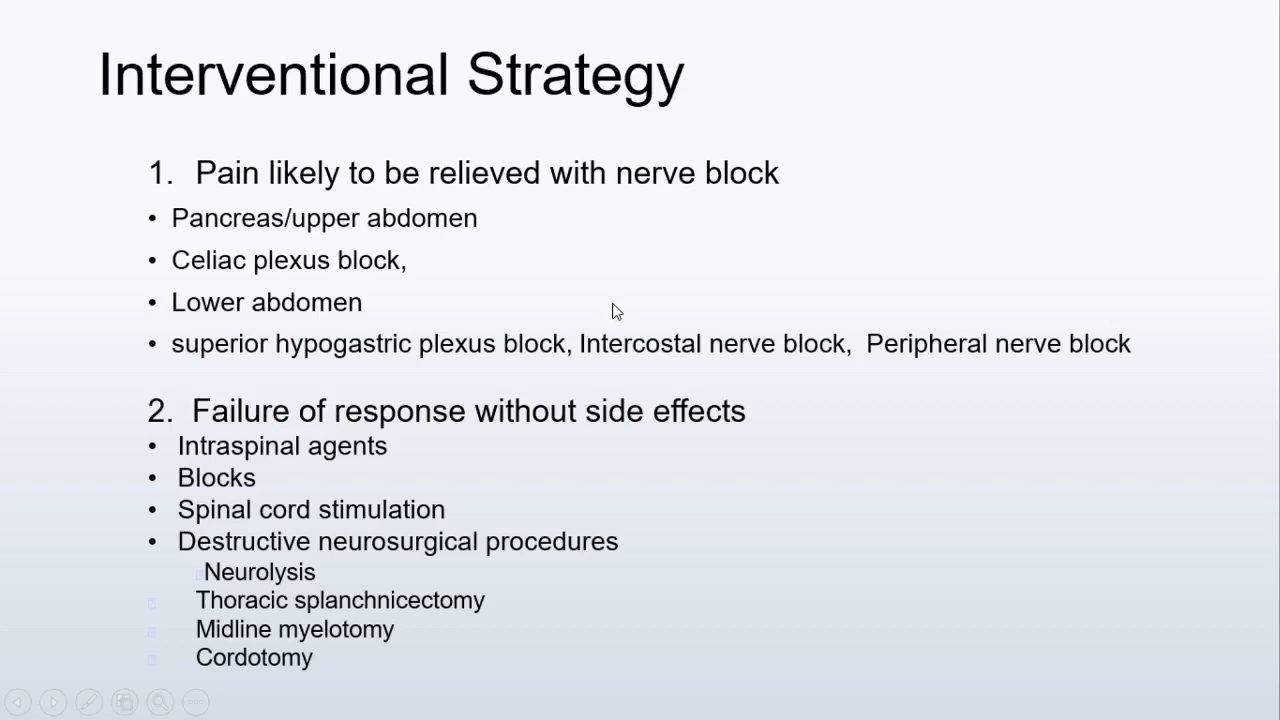 Interventional Strategy
1. Pain likely to be relieved with nerve block
• Pancreas/upper abdomen
• Celiac plexus block,
• Lower abdomen
• superior hypogastric plexus block, Intercostal nerve block, Peripheral nerve block
2. Failure of response without side effects
• Intraspinal agents
• Blocks
• Spinal cord stimulation
• Destructive neurosurgical procedures
Neurolysis
Thoracic splanchnicectomy
Midline myelotomy
Cordotomy